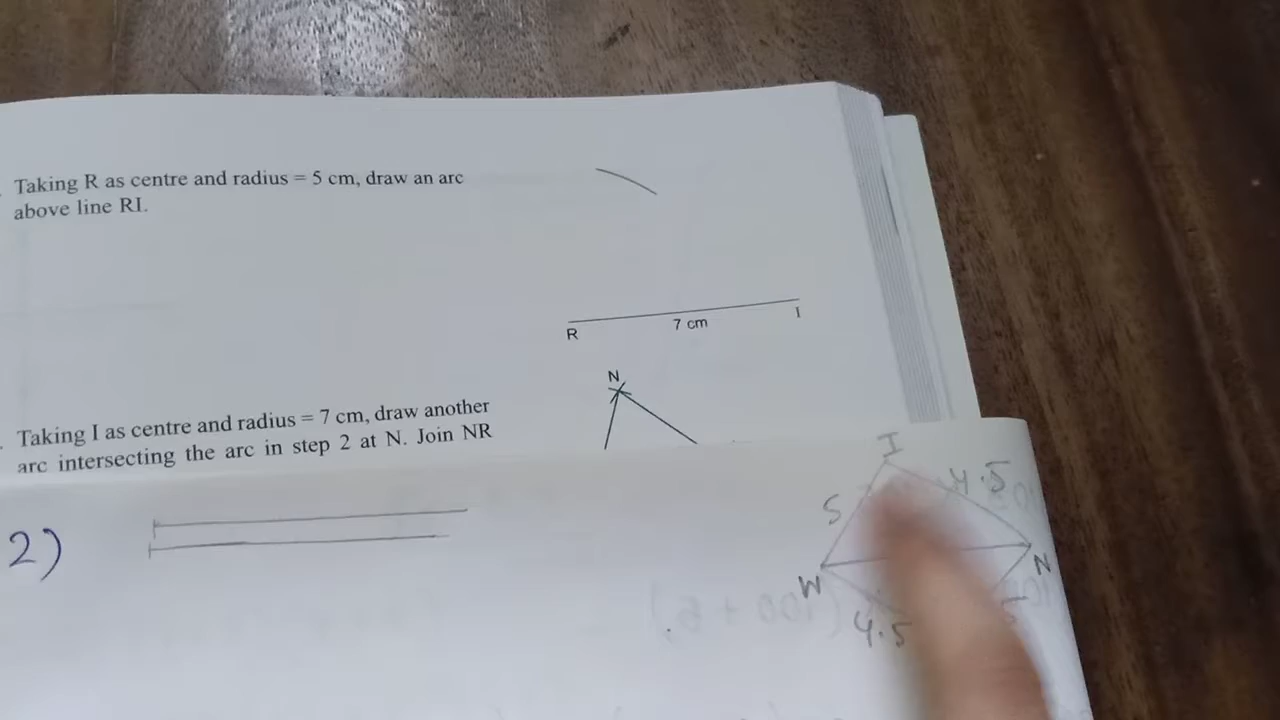 Taking R as centre and radius = 5 cm, draw an arc
above line RI.
R
7 cm
I
N
Taking I as centre and radius = 7 cm, draw another
arc intersecting the arc in step 2 at N. Join NR
2)
I
4.5
5
W
N
4.5
5